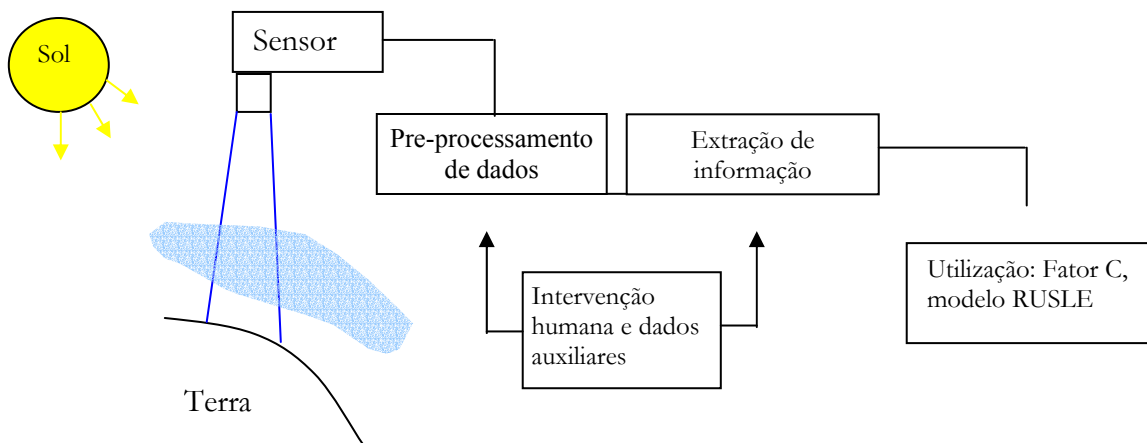 Sol
Sensor
Pre-processamento
de dados
Extração de
informação
Utilização: Fator C,
modelo RUSLE
Intervenção
humana e dados
auxiliares
Terra